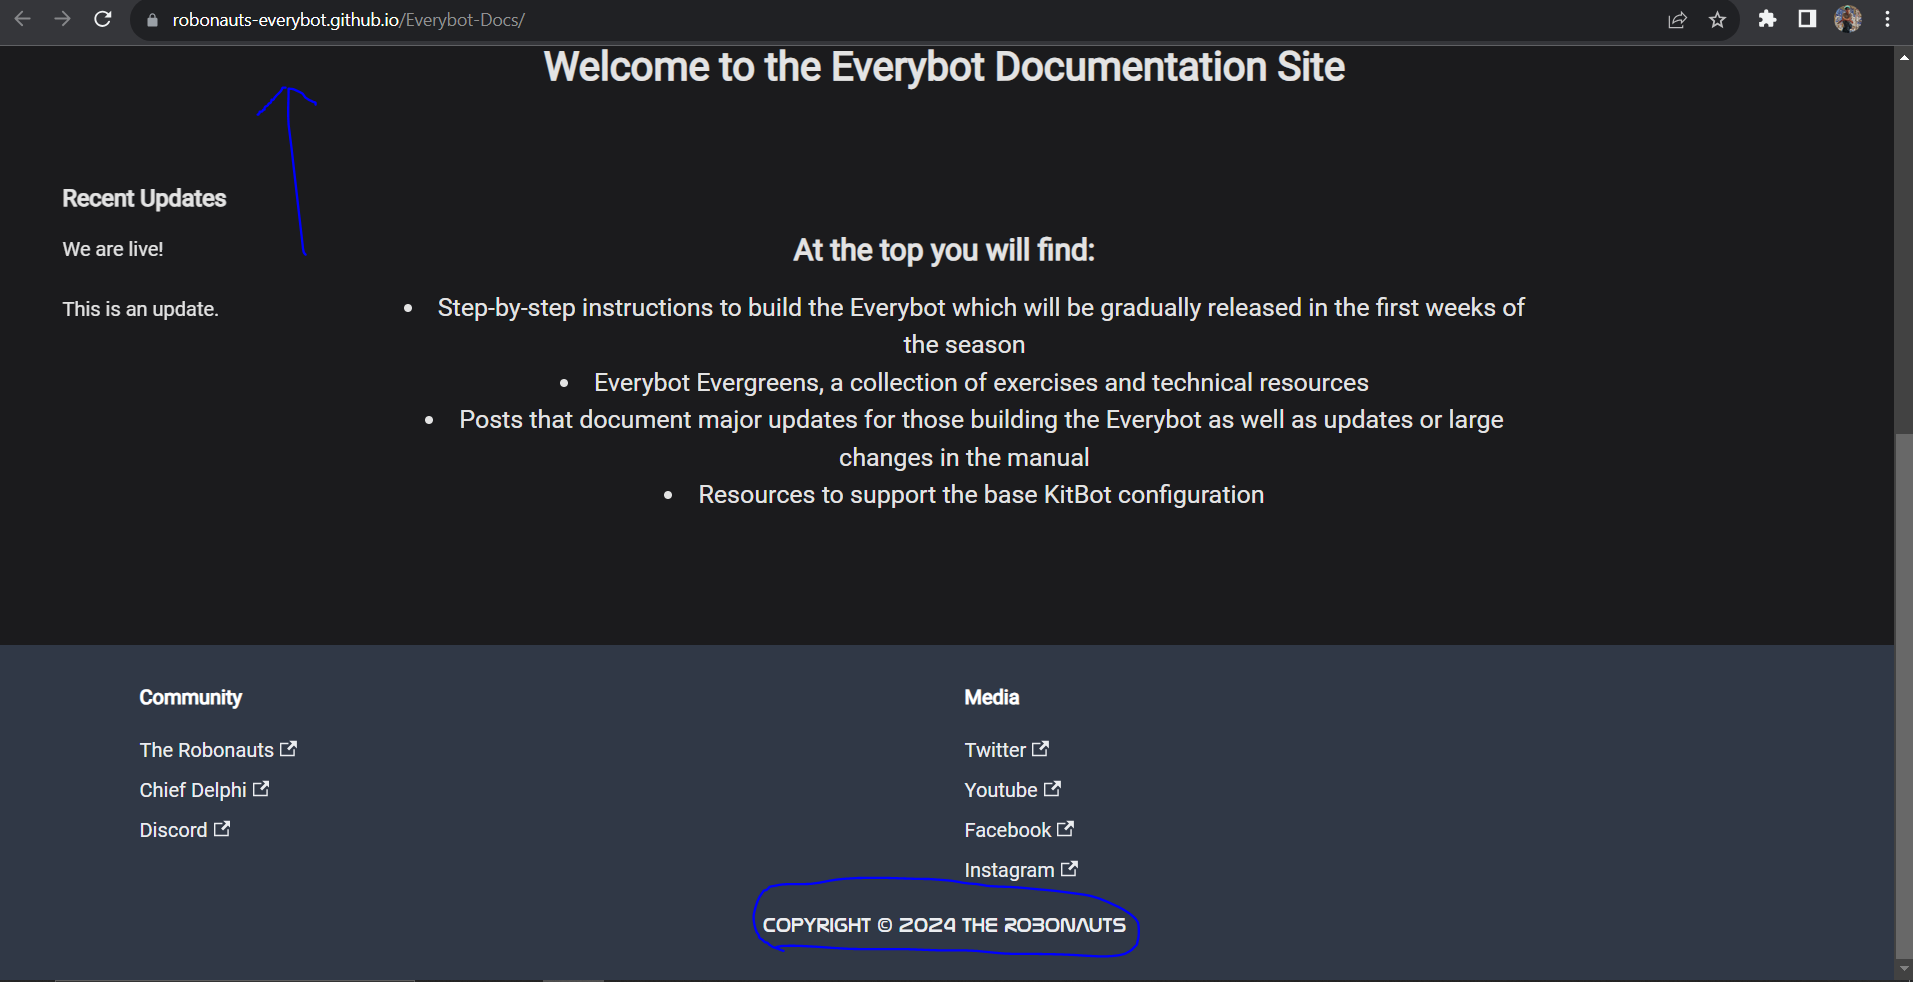 robonauts-everybot.github.io/Everybot-Docs/
Welcome to the Everybot Documentation Site
Recent Updates
We are live!
This is an update.
At the top you will find:
Step-by-step instructions to build the Everybot which will be gradually released in the first weeks of
the season
Everybot Evergreens, a collection of exercises and technical resources
Posts that document major updates for those building the Everybot as well as updates or large
changes in the manual
Resources to support the base KitBot configuration
Community
The Robonauts
Chief Delphi
Discord
Media
Twitter
Youtube
Facebook
Instagram
COPYRIGHT © 2024 THE ROBONAUTS